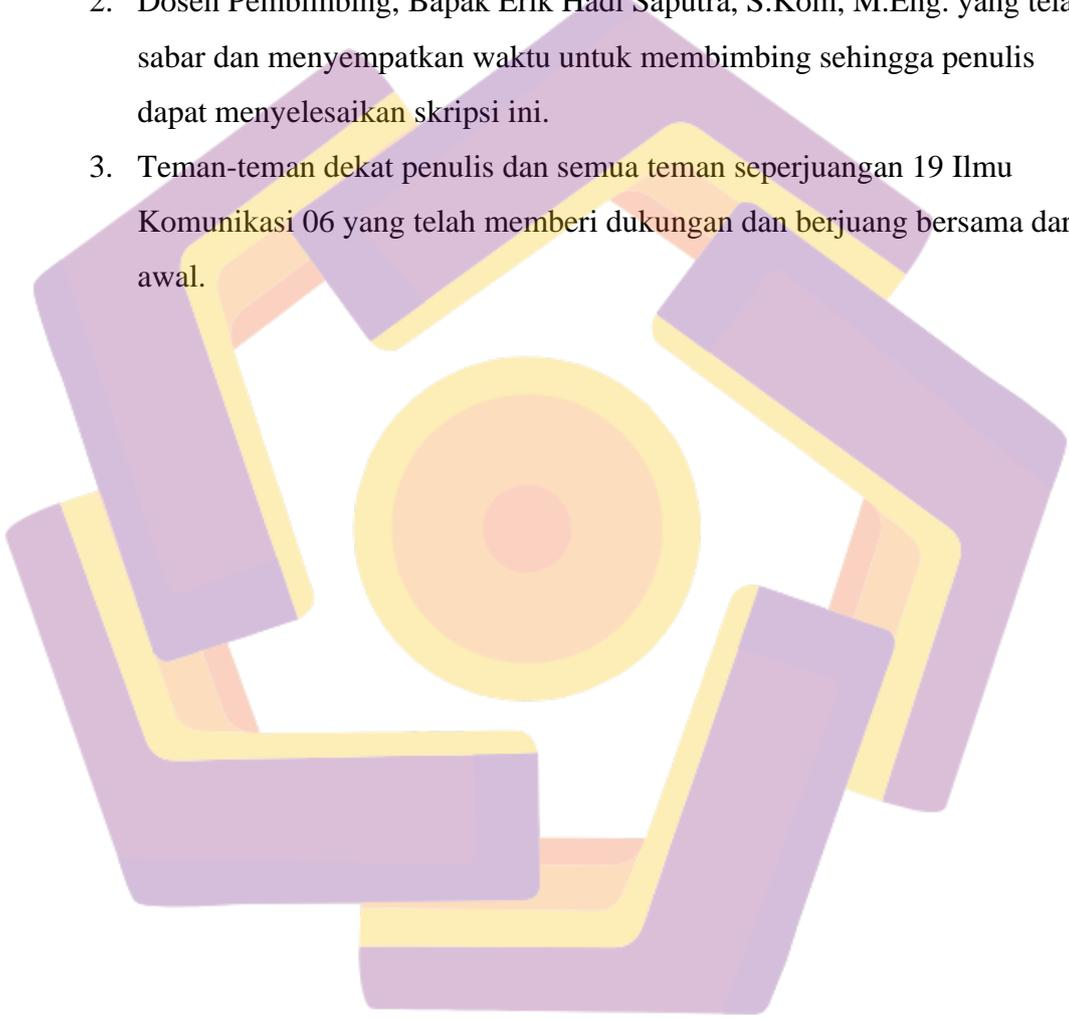 2. Dosen Pembimbing, Bapak Erik Hadi Saputra, S.Kom, M.Eng. yang
sabar dan menyempatkan waktu untuk membimbing sehingga penulis
dapat menyelesaikan skripsi ini.
3. Teman-teman dekat penulis dan semua teman seperjuangan 19 Ilmu
Komunikasi 06 yang telah memberi dukungan dan berjuang bersama
awal.